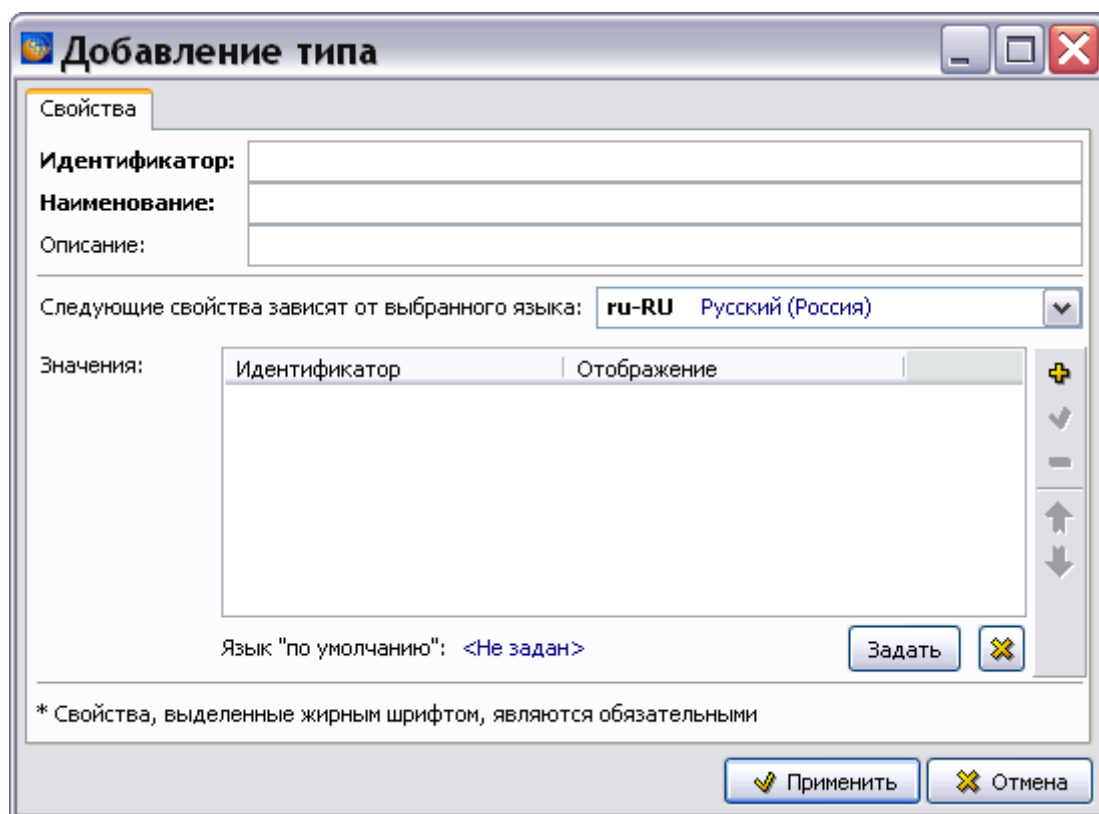 Добавление типа
Свойства
Идентификатор:
Наименование:
Описание:
Следующие свойства зависят от выбранного языка: ru-RU Русский (Россия)
Значения: Идентификатор Отображение
Язык "по умолчанию": <Не задан> Задать
* Свойства, выделенные жирным шрифтом, являются обязательными
Применить Отмена